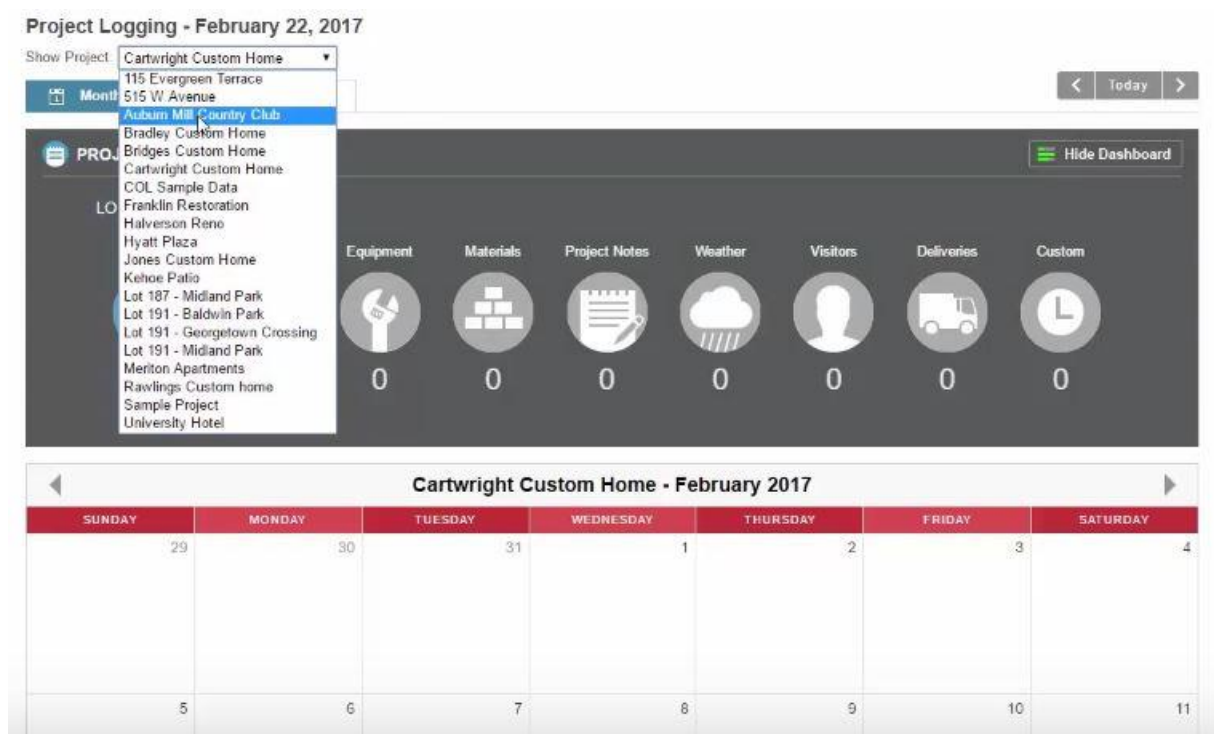 Project Logging - February 22, 2017
Show Project Cartwright Custom Home
115 Evergreen Terrace
515 W Avenue
Auburn Mill Country Club
Bradley Custom Home
Bridges Custom Home
Cartwright Custom Home
COL Sample Data
Franklin Restoration
Halverson Reno
Hyatt Plaza
Jones Custom Home
Kehoe Patio
Lot 187 - Midland Park
Lot 191 - Baldwin Park
Lot 191 - Georgetown Crossing
Lot 191 - Midland Park
Meriton Apartments
Rawlings Custom home
Sample Project
University Hotel
Month
< Today >
PROJ
Hide Dashboard
LO
Equipment Materials Project Notes Weather Visitors Deliveries Custom
0 0 0 0 0 0 0
Cartwright Custom Home - February 2017
SUNDAY MONDAY TUESDAY WEDNESDAY THURSDAY FRIDAY SATURDAY
29 30 31 1 2 3 4
5 6 7 8 9 10 11